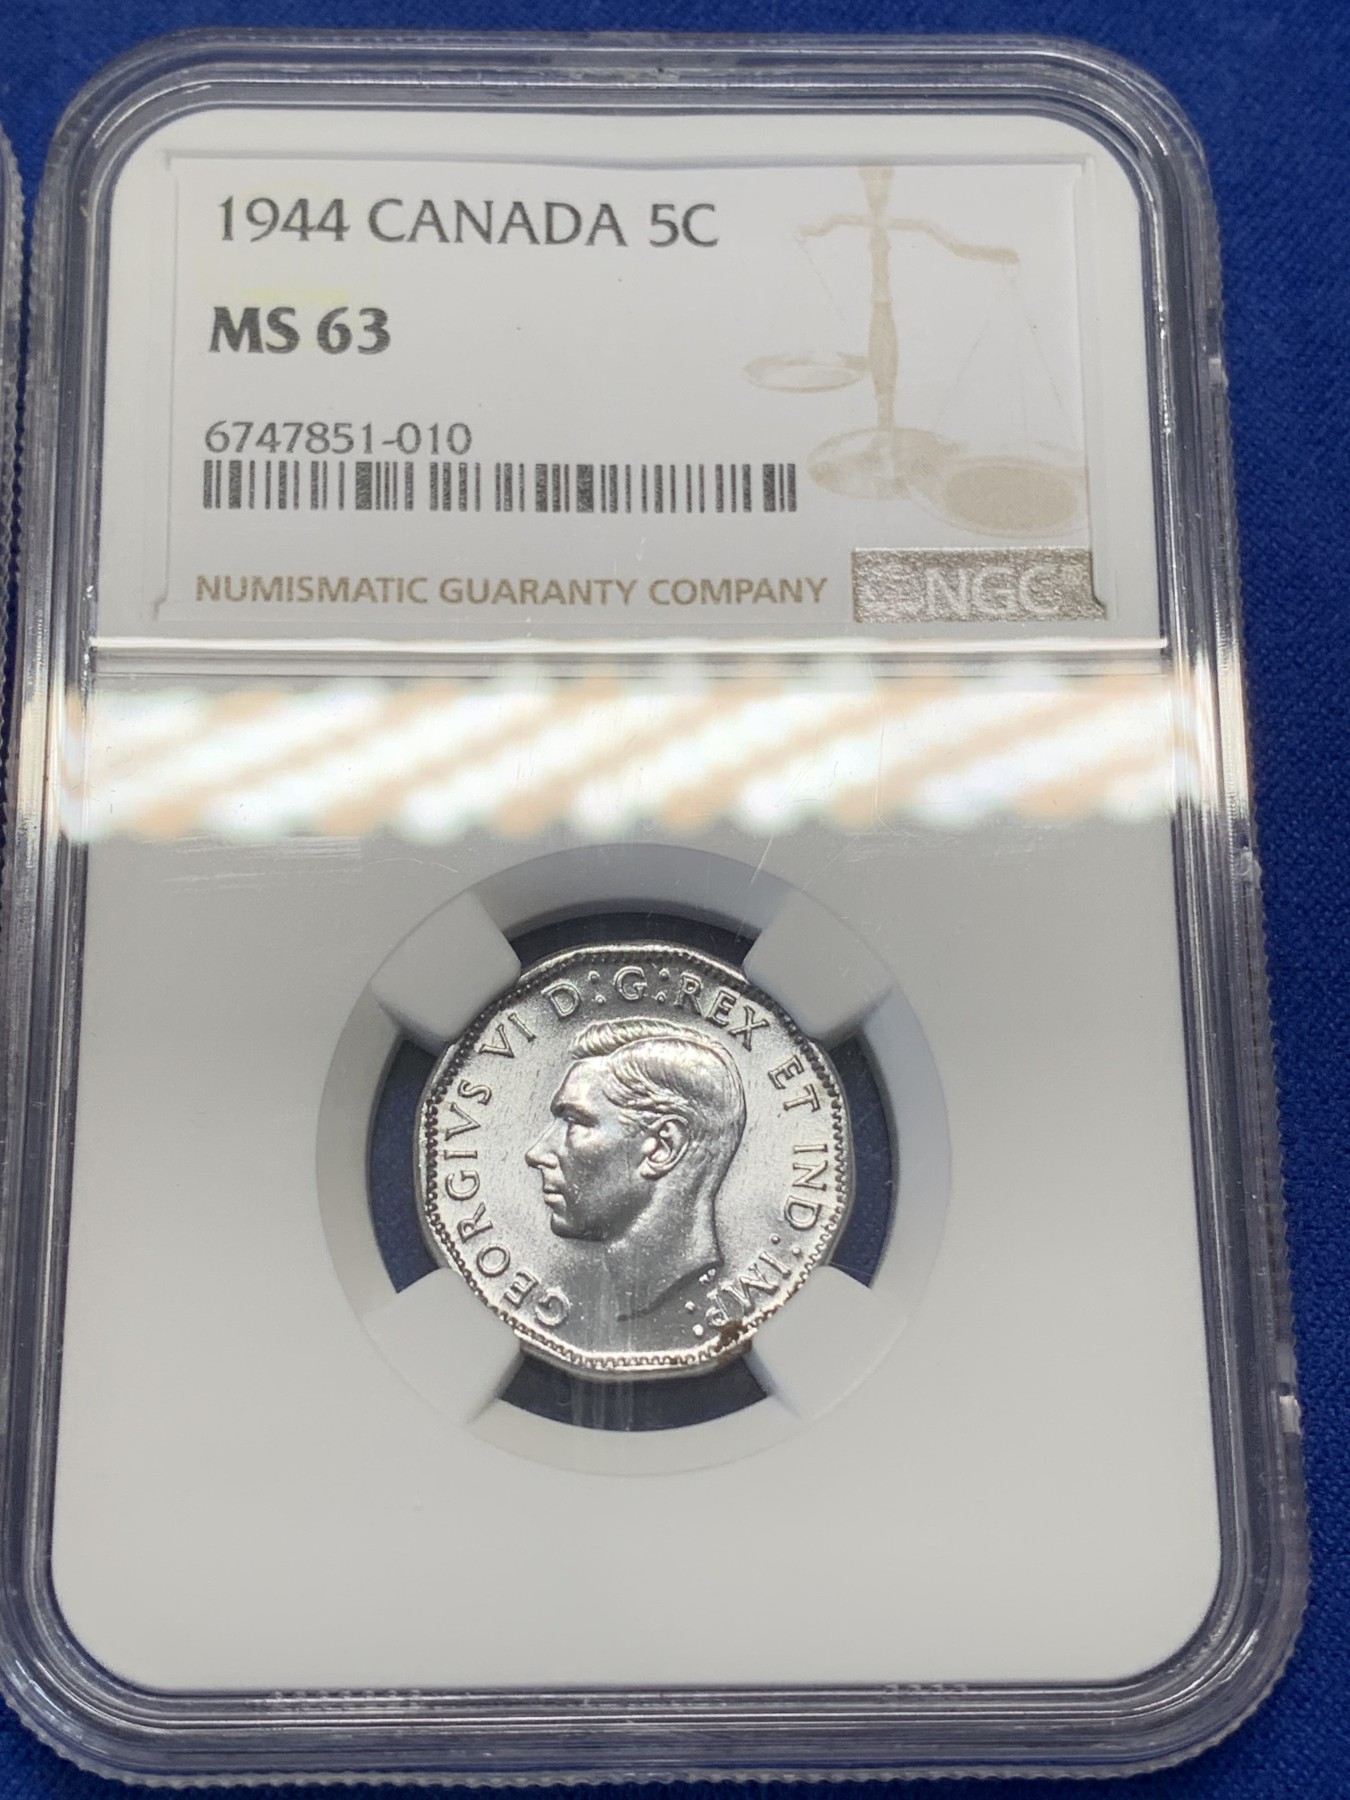 1944 CANADA 5C
MS 63
6747851-010
NUMISMATIC GUARANTY COMPANY
NGC
GEORGIVS VI D:G:REX ET IND:IMP: